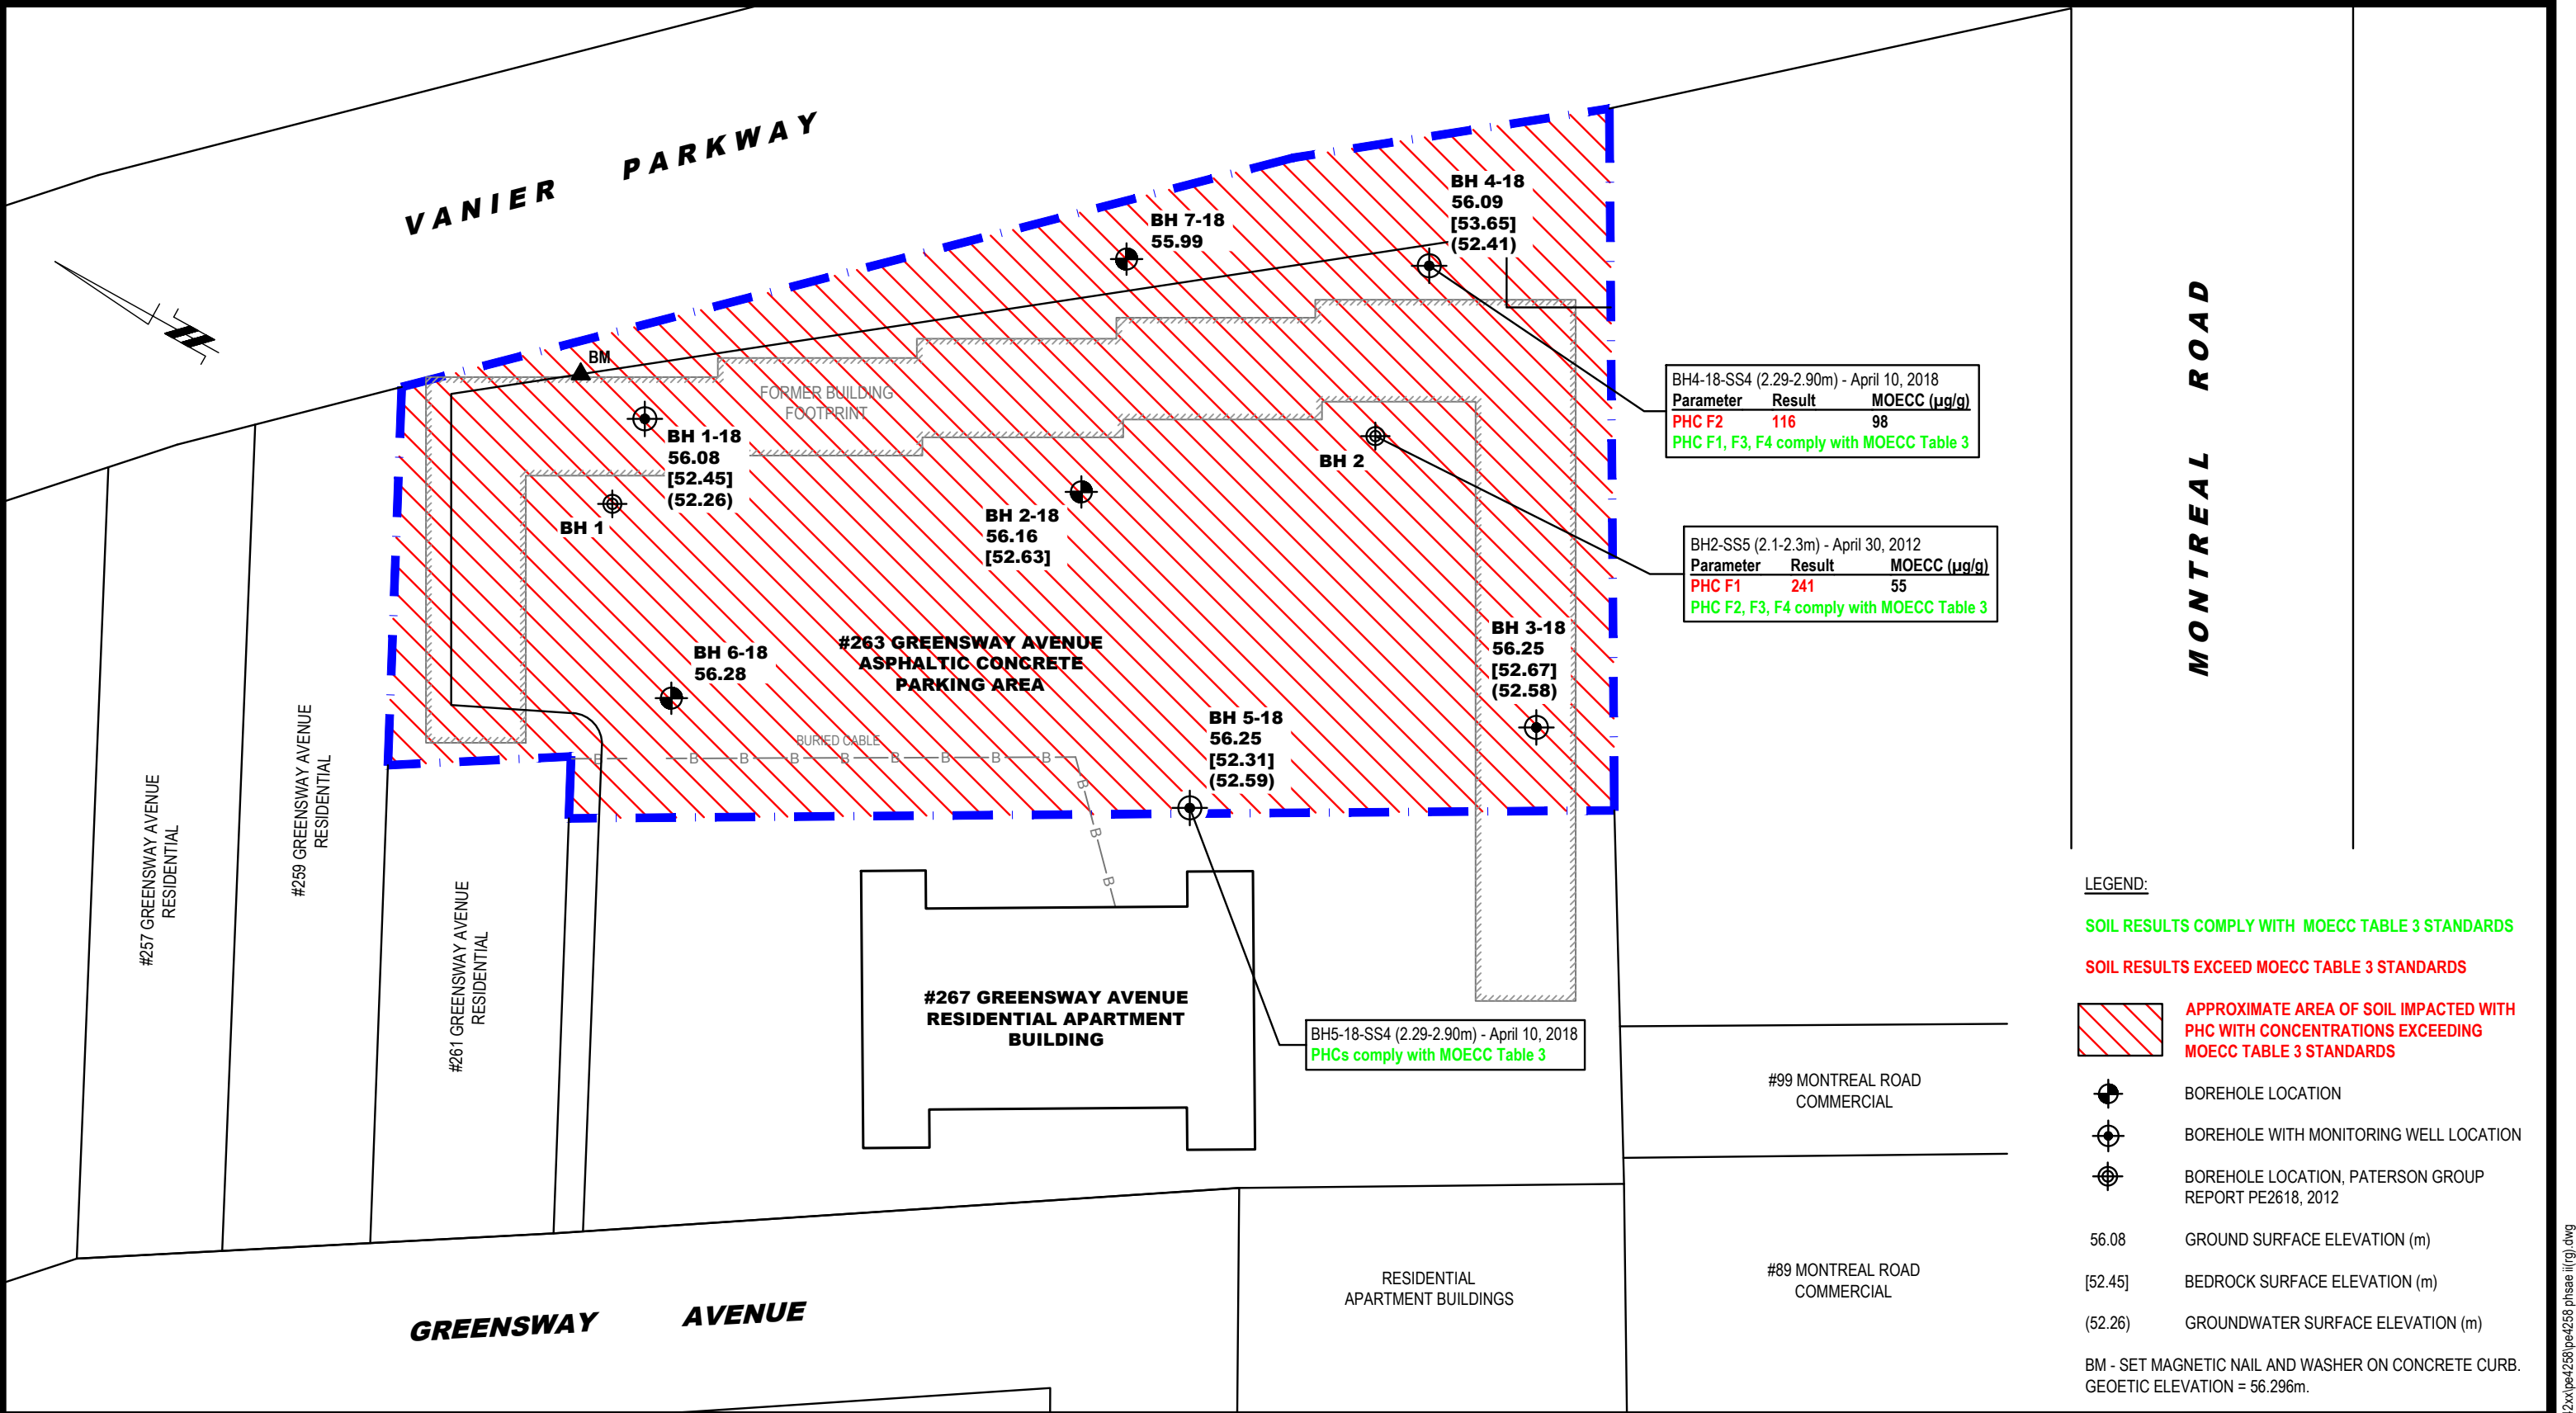 VANIER PARKWAY
BH 4-18
56.09
[53.65]
(52.41)
BH 7-18
55.99
BM
FORMER BUILDING
FOOTPRINT
BH 1-18
56.08
[52.45]
(52.26)
BH 1
BH 2
BH 2-18
56.16
[52.63]
BH4-18-SS4 (2.29-2.90m) - April 10, 2018
Parameter Result MOECC (µg/g)
PHC F2 116 98
PHC F1, F3, F4 comply with MOECC Table 3
BH2-SS5 (2.1-2.3m) - April 30, 2012
Parameter Result MOECC (µg/g)
PHC F1 241 55
PHC F2, F3, F4 comply with MOECC Table 3
MONTREAL ROAD
BH 3-18
56.25
[52.67]
(52.58)
#263 GREENSWAY AVENUE
ASPHALTIC CONCRETE
PARKING AREA
BH 6-18
56.28
BH 5-18
56.25
[52.31]
(52.59)
BURIED CABLE
B B B B B B B B B B B B
#257 GREENSWAY AVENUE
RESIDENTIAL
#259 GREENSWAY AVENUE
RESIDENTIAL
#261 GREENSWAY AVENUE
RESIDENTIAL
#267 GREENSWAY AVENUE
RESIDENTIAL APARTMENT
BUILDING
BH5-18-SS4 (2.29-2.90m) - April 10, 2018
PHCs comply with MOECC Table 3
#99 MONTREAL ROAD
COMMERCIAL
#89 MONTREAL ROAD
COMMERCIAL
RESIDENTIAL
APARTMENT BUILDINGS
GREENSWAY AVENUE
LEGEND:
SOIL RESULTS COMPLY WITH MOECC TABLE 3 STANDARDS
SOIL RESULTS EXCEED MOECC TABLE 3 STANDARDS
APPROXIMATE AREA OF SOIL IMPACTED WITH
PHC WITH CONCENTRATIONS EXCEEDING
MOECC TABLE 3 STANDARDS
BOREHOLE LOCATION
BOREHOLE WITH MONITORING WELL LOCATION
BOREHOLE LOCATION, PATERSON GROUP
REPORT PE2618, 2012
56.08 GROUND SURFACE ELEVATION (m)
[52.45] BEDROCK SURFACE ELEVATION (m)
(52.26) GROUNDWATER SURFACE ELEVATION (m)
BM - SET MAGNETIC NAIL AND WASHER ON CONCRETE CURB.
GEOETIC ELEVATION = 56.296m.
42xx\pe4258\pe4258 phsae ii(rg).dwg